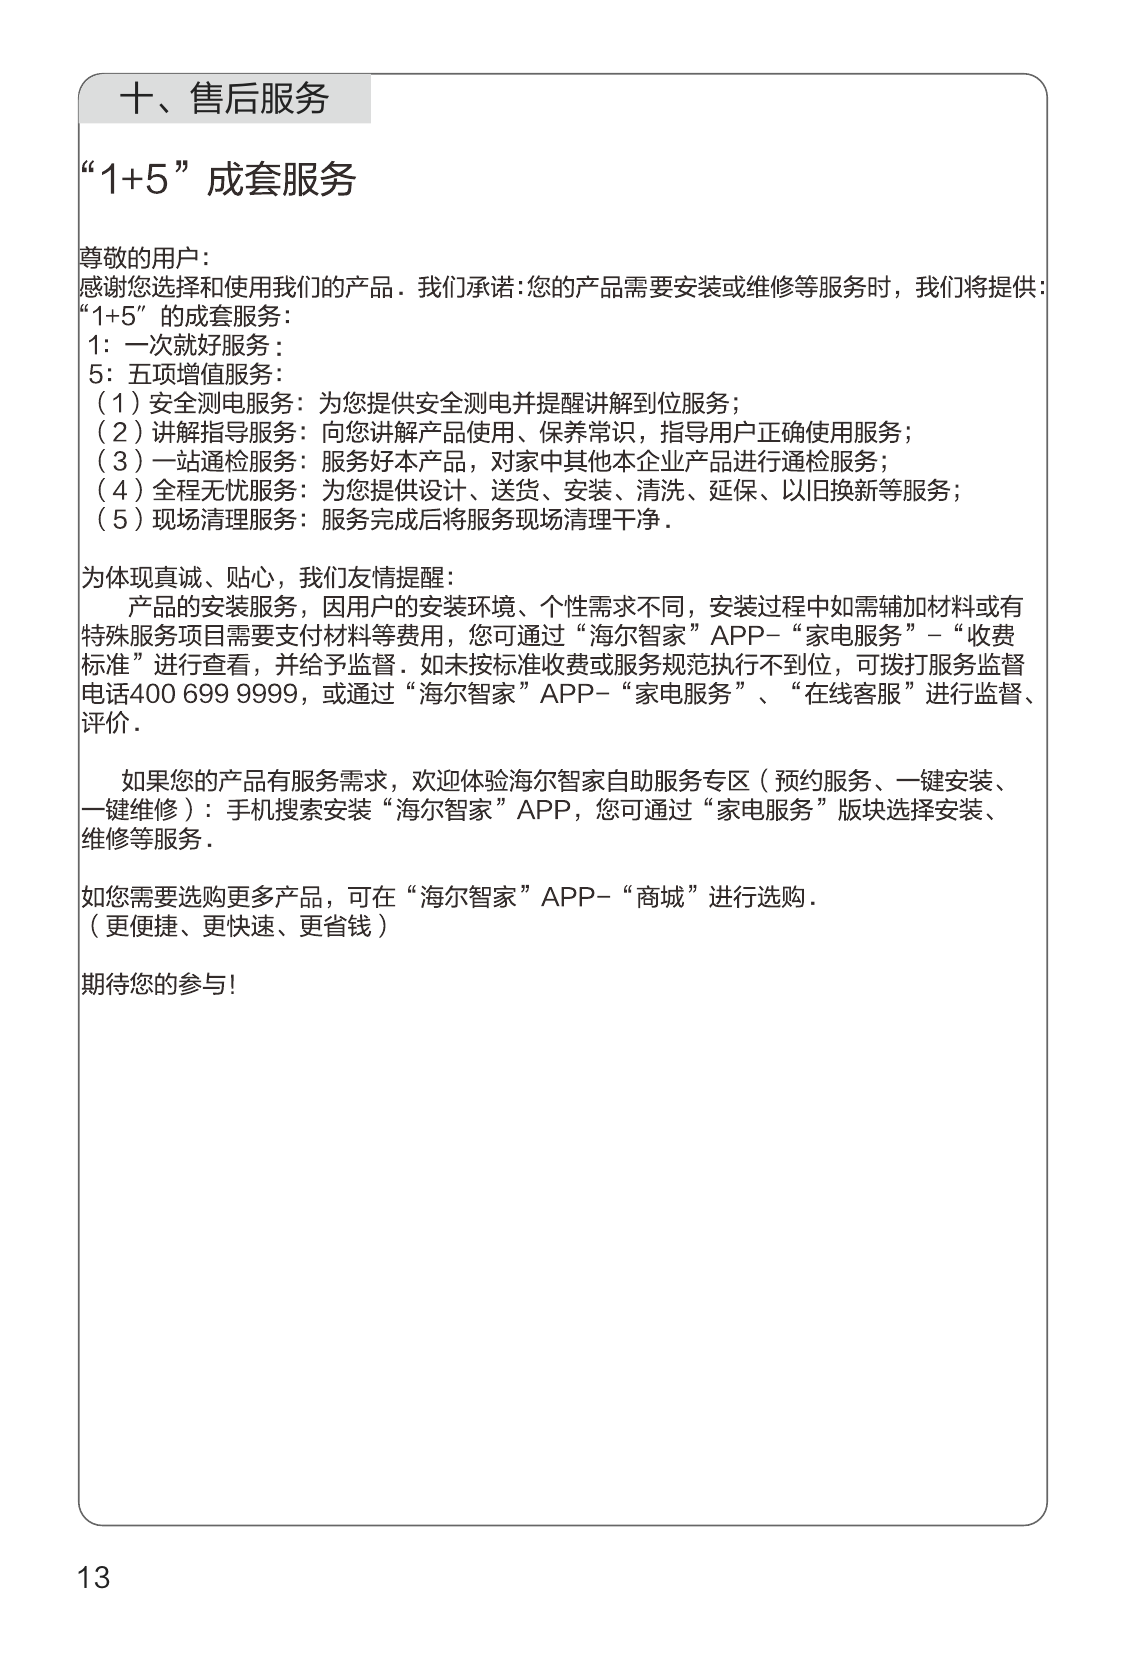 十、售后服务
“1+5”成套服务
尊敬的用户：
感谢您选择和使用我们的产品．我们承诺：您的产品需要安装或维修等服务时，我们将提供：
“1+5”的成套服务：
1：一次就好服务：
5：五项增值服务：
（1）安全测电服务：为您提供安全测电并提醒讲解到位服务；
（2）讲解指导服务：向您讲解产品使用、保养常识，指导用户正确使用服务；
（3）一站通检服务：服务好本产品，对家中其他本企业产品进行通检服务；
（4）全程无忧服务：为您提供设计、送货、安装、清洗、延保、以旧换新等服务；
（5）现场清理服务：服务完成后将服务现场清理干净．
为体现真诚、贴心，我们友情提醒：
产品的安装服务，因用户的安装环境、个性需求不同，安装过程中如需辅加材料或有
特殊服务项目需要支付材料等费用，您可通过“海尔智家”APP-“家电服务”-“收费
标准”进行查看，并给予监督．如未按标准收费或服务规范执行不到位，可拨打服务监督
电话400 699 9999，或通过“海尔智家”APP-“家电服务”、“在线客服”进行监督、
评价．
如果您的产品有服务需求，欢迎体验海尔智家自助服务专区（预约服务、一键安装、
一键维修）：手机搜索安装“海尔智家”APP，您可通过“家电服务”版块选择安装、
维修等服务．
如您需要选购更多产品，可在“海尔智家”APP-“商城”进行选购．
（更便捷、更快速、更省钱）
期待您的参与！
13